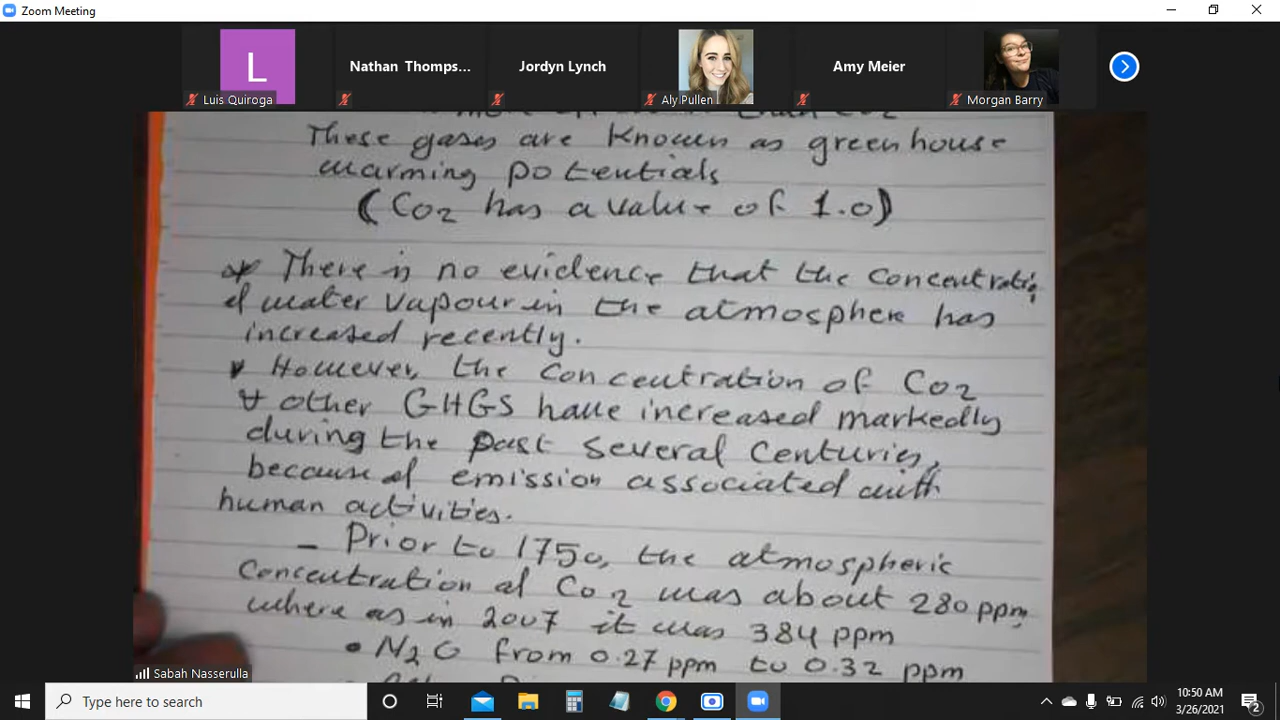 Zoom Meeting
L
Luis Quiroga
Nathan Thomps...
Jordyn Lynch
Aly Pullen
Amy Meier
Morgan Barry
than CO2
These gases are known as greenhouse
warming potentials
(CO2 has a value of 1.0)
* There is no evidence that the concentration
of water vapour in the atmosphere has
increased recently.
However, the concentration of CO2
& other GHGS have increased markedly
during the past several centuries,
because of emission associated with
human activities.
– Prior to 1750, the atmospheric
concentration of CO2 was about 280 ppm
where as in 2007 it was 384 ppm
• N2O from 0.27 ppm to 0.32 ppm
Sabah Nasserulla
Type here to search
10:50 AM
3/26/2021
2